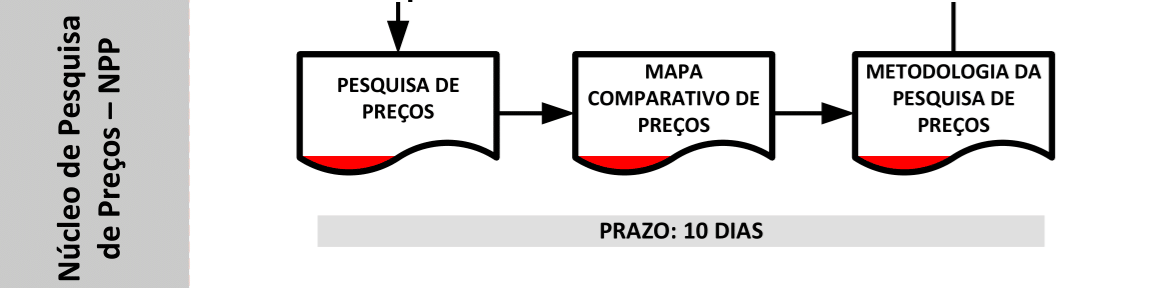 Núcleo de Pesquisa
de Preços – NPP
PESQUISA DE
PREÇOS
MAPA
COMPARATIVO DE
PREÇOS
METODOLOGIA DA
PESQUISA DE
PREÇOS
PRAZO: 10 DIAS